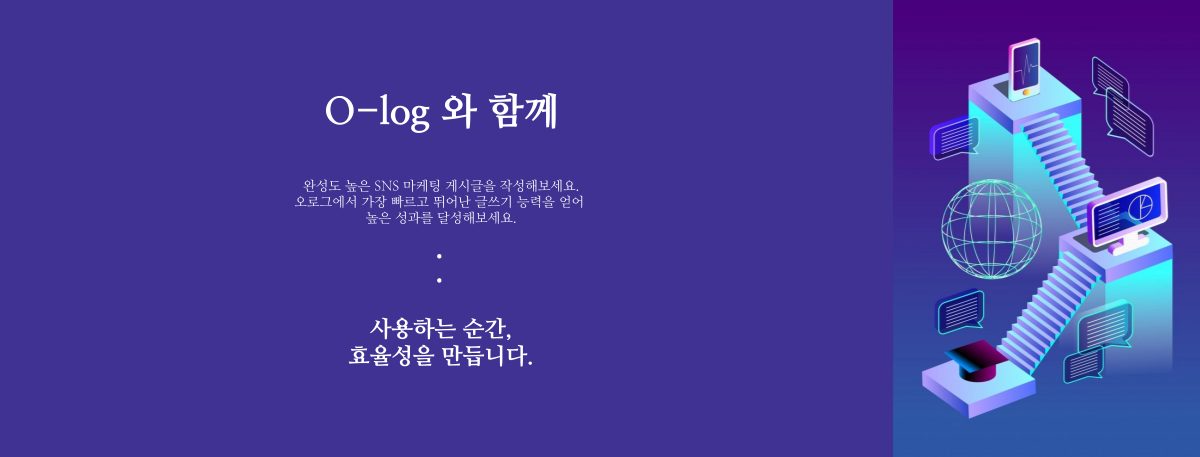 O-log 와 함께
완성도 높은 SNS 마케팅 게시글을 작성해보세요.
오로그에서 가장 빠르고 뛰어난 글쓰기 능력을 얻어
높은 성과를 달성해보세요.
•
•
사용하는 순간,
효율성을 만듭니다.